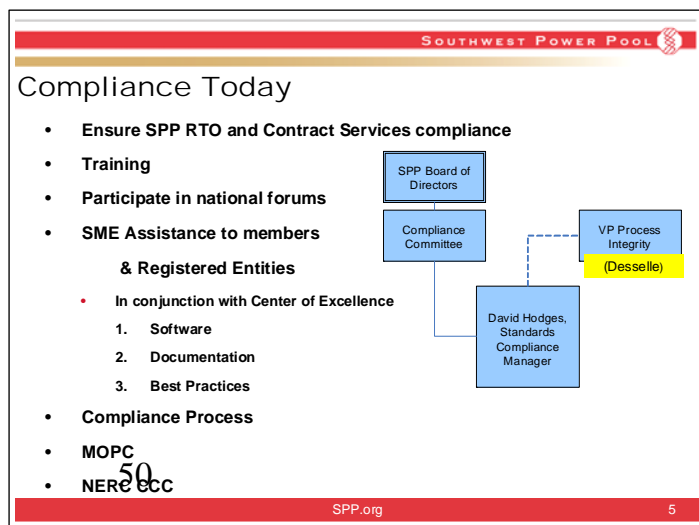 SOUTHWEST POWER POOL
Compliance Today
• Ensure SPP RTO and Contract Services compliance
• Training
• Participate in national forums
• SME Assistance to members
& Registered Entities
• In conjunction with Center of Excellence
1. Software
2. Documentation
3. Best Practices
• Compliance Process
• MOPC
• NERC CCC
50
SPP Board of
Directors
Compliance
Committee
VP Process
Integrity
(Desselle)
David Hodges,
Standards
Compliance
Manager
SPP.org
5